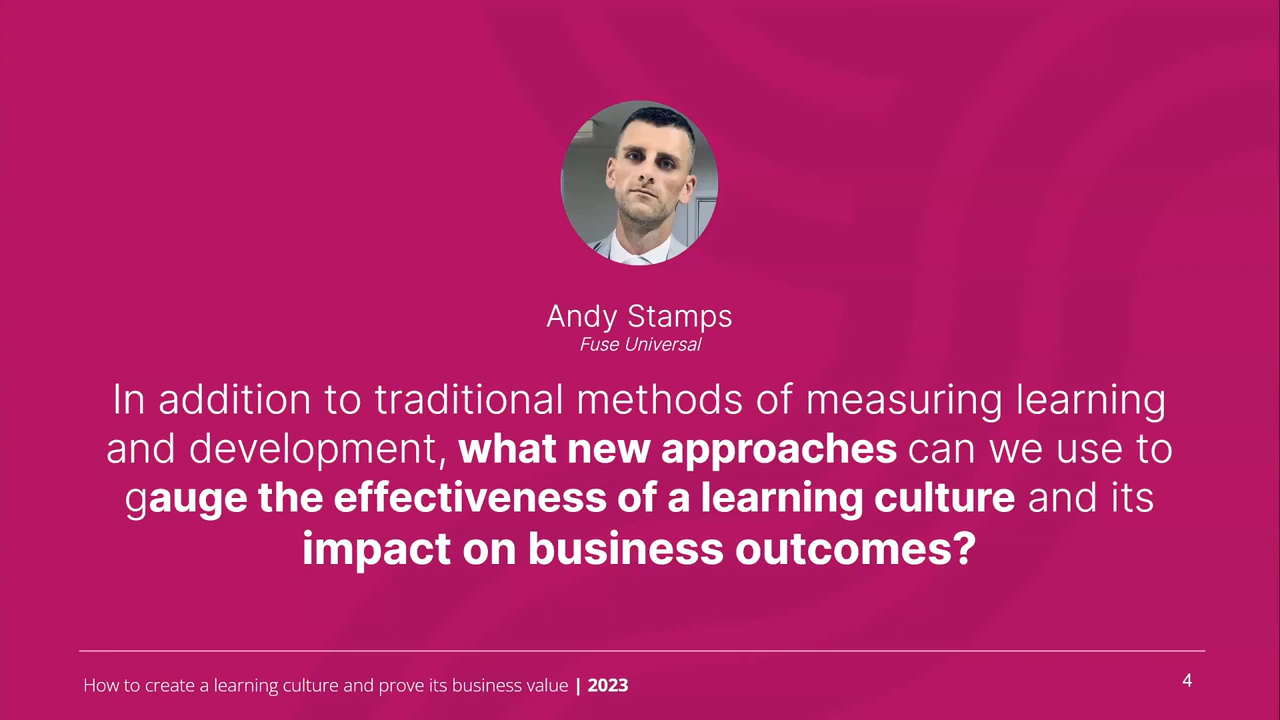 Andy Stamps
Fuse Universal
In addition to traditional methods of measuring learning
and development, what new approaches can we use to
gauge the effectiveness of a learning culture and its
impact on business outcomes?
How to create a learning culture and prove its business value | 2023
4